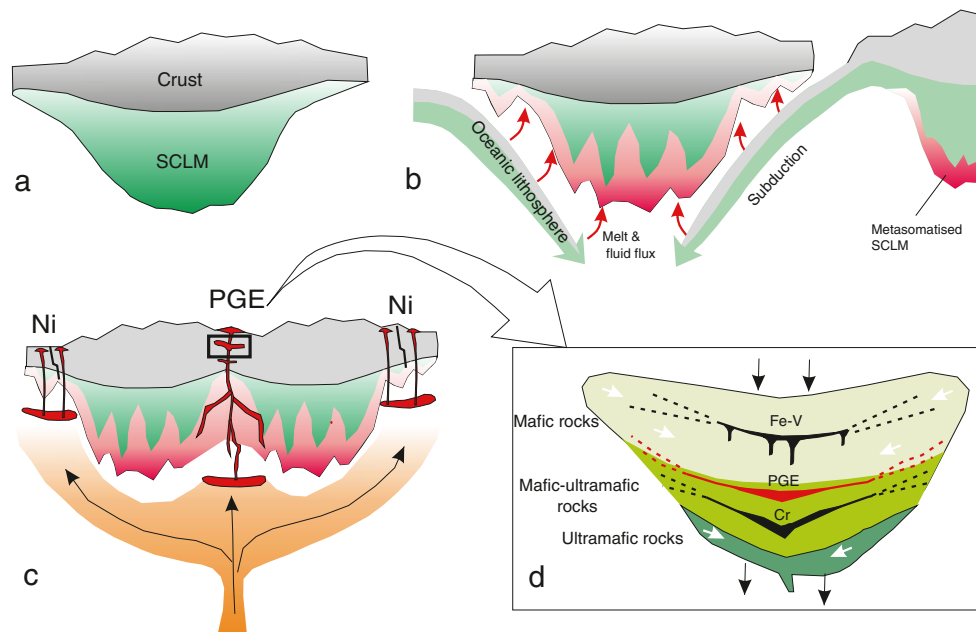 Crust
SCLM
a
b
Oceanic lithosphere
Melt &
fluid flux
Subduction
Metasomatised
SCLM
PGE
Ni
Ni
c
Mafic rocks
Fe-V
PGE
Mafic-ultramafic
rocks
Cr
Ultramafic rocks
d